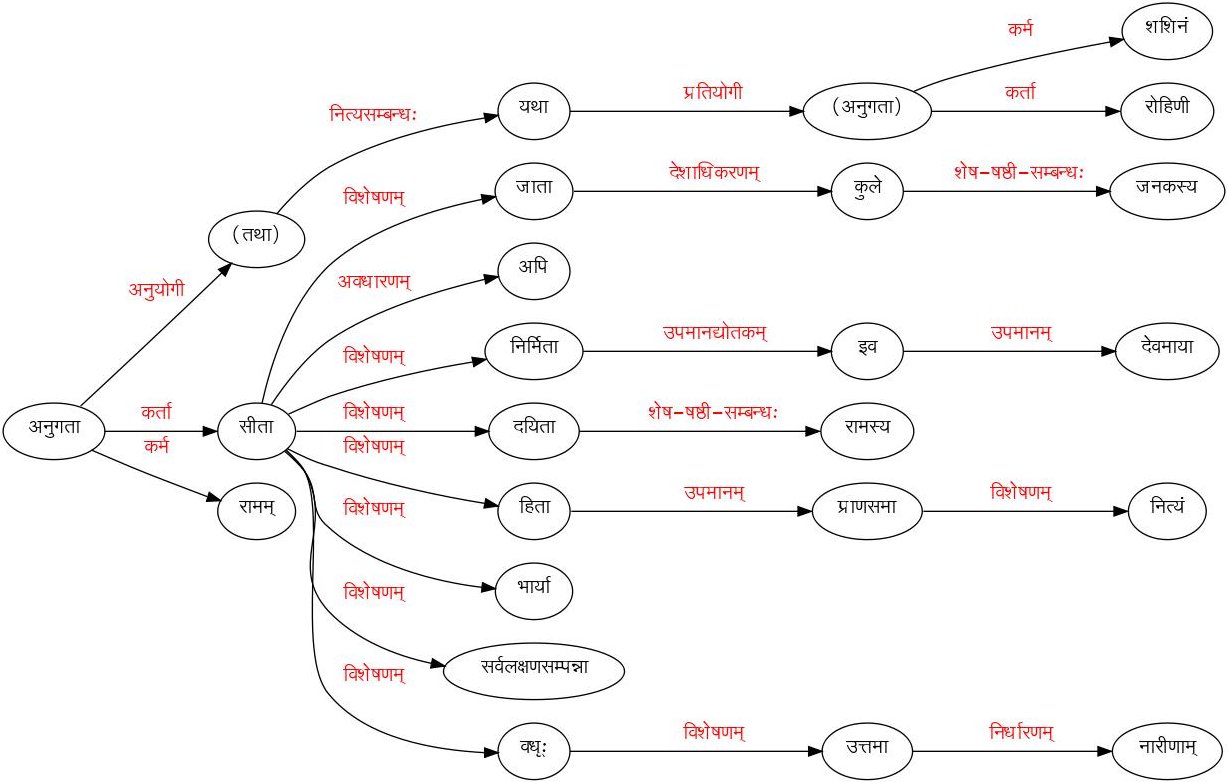 कर्म
शशिनं
नित्यसम्बन्धः
यथा
प्रतियोगी
(अनुगता)
कर्ता
रोहिणी
विशेषणम्
जाता
देशाधिकरणम्
कुले
शेष-षष्ठी-सम्बन्धः
जनकस्य
(तथा)
अनुयोगी
अवधारणम्
अपि
विशेषणम्
निर्मिता
उपमानद्योतकम्
इव
उपमानम्
देवमाया
अनुगता
कर्ता
सीता
विशेषणम्
दयिता
शेष-षष्ठी-सम्बन्धः
रामस्य
कर्म
रामम्
विशेषणम्
हिता
उपमानम्
प्राणसमा
विशेषणम्
नित्यं
विशेषणम्
भार्या
विशेषणम्
सर्वलक्षणसम्पन्ना
विशेषणम्
वधूः
विशेषणम्
उत्तमा
निर्धारणम्
नारीणाम्